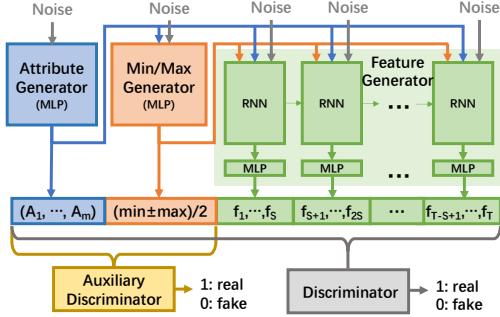 Noise Noise Noise Noise Noise
Attribute
Generator
(MLP)
Min/Max
Generator
(MLP)
Feature
Generator
RNN RNN ... RNN
MLP MLP ... MLP
(A1, ..., Am) (min±max)/2 f1,...,fS fS+1,...,f2S ... fT-S+1,...,fT
Auxiliary
Discriminator
1: real
0: fake
Discriminator
1: real
0: fake